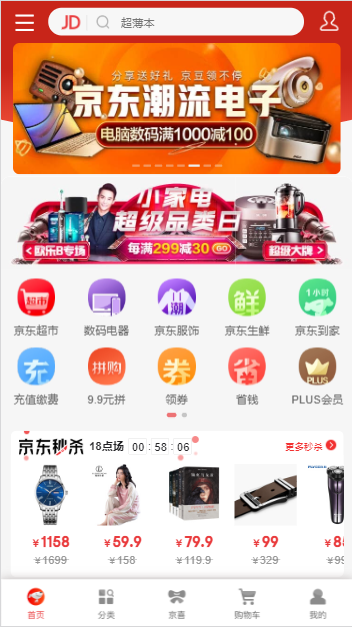 JD 超薄本
分享送好礼 京豆领不停
京东潮流电子
电脑数码满1000减100
小家电
超级品类日
<欧乐B专场 每满299减30 GO 超级大牌>
超市 潮 鲜 1小时
京东超市 数码电器 京东服饰 京东生鲜 京东到家
充 拼购 券 省 PLUS
充值缴费 9.9元拼 领券 省钱 PLUS会员
京东秒杀 18点场 00:58:06 更多秒杀
¥1158 ¥59.9 ¥79.9 ¥99
¥1699 ¥158 ¥119.9 ¥329
首页 分类 京喜 购物车 我的